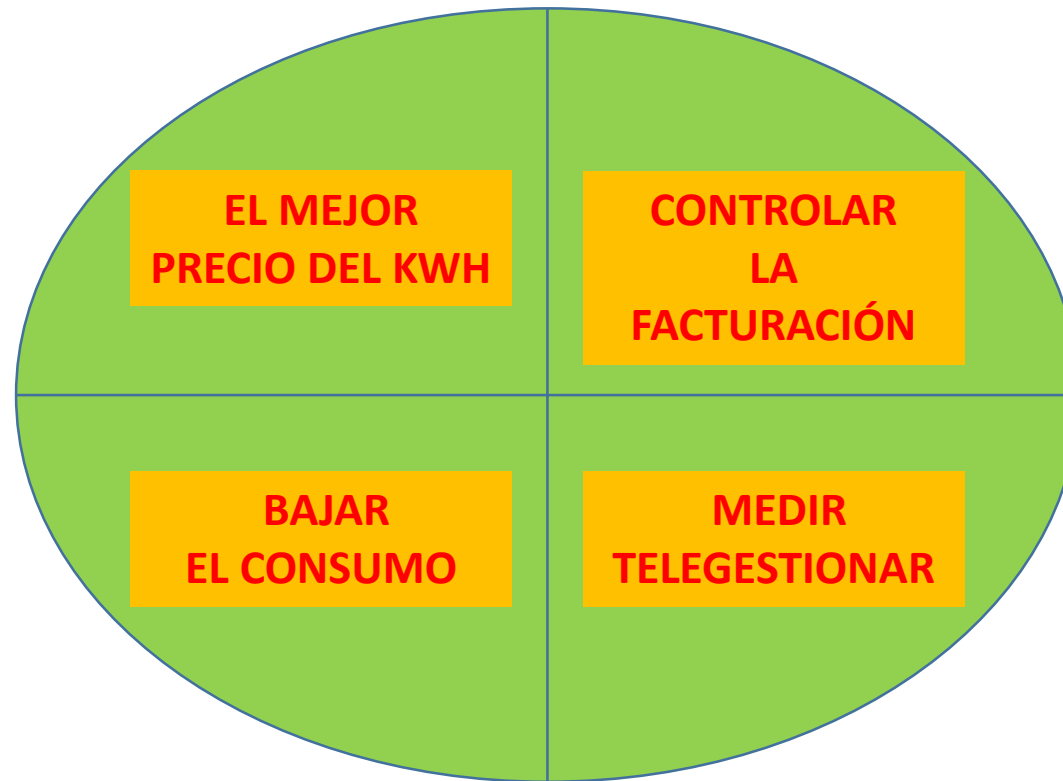 EL MEJOR
PRECIO DEL KWH
CONTROLAR
LA
FACTURACIÓN
BAJAR
EL CONSUMO
MEDIR
TELEGESTIONAR